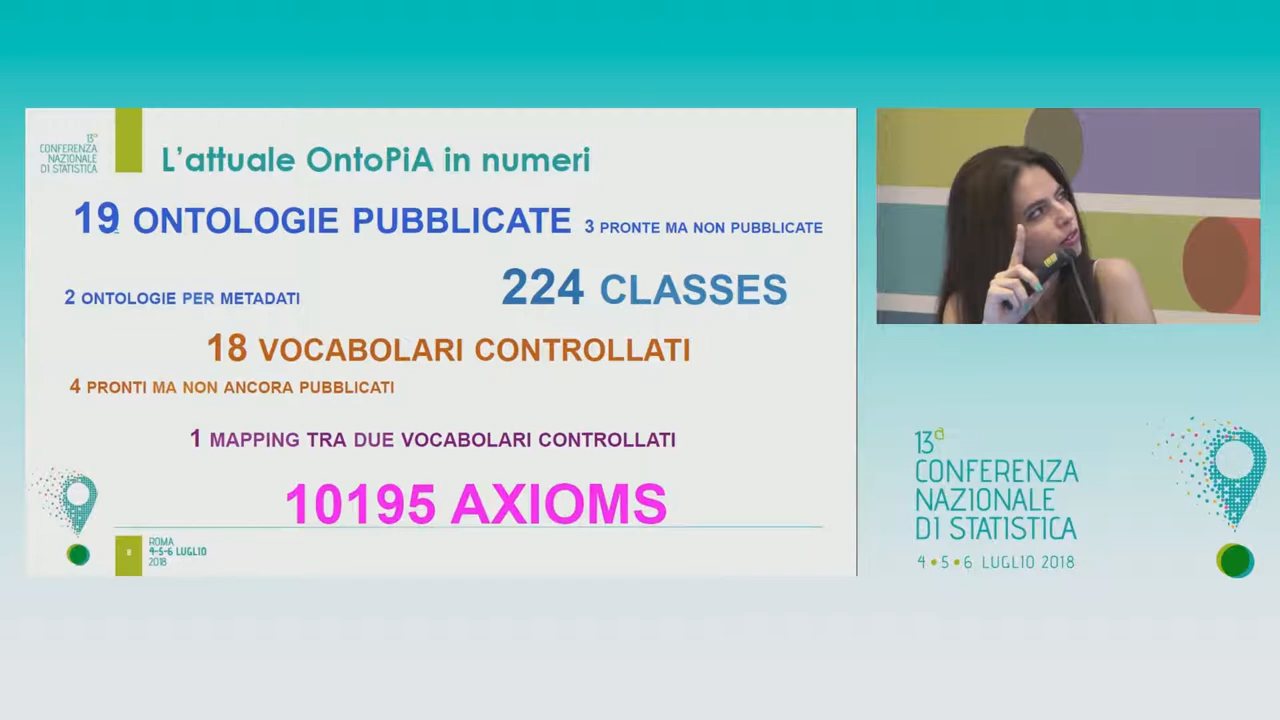 13ª
CONFERENZA
NAZIONALE
DI STATISTICA
L'attuale OntoPiA in numeri
19 ONTOLOGIE PUBBLICATE 3 PRONTE MA NON PUBBLICATE
2 ONTOLOGIE PER METADATI
224 CLASSES
18 VOCABOLARI CONTROLLATI
4 PRONTI MA NON ANCORA PUBBLICATI
1 MAPPING TRA DUE VOCABOLARI CONTROLLATI
10195 AXIOMS
ROMA
4-5-6 LUGLIO
2018
13ª
CONFERENZA
NAZIONALE
DI STATISTICA
4 • 5 • 6 LUGLIO 2018